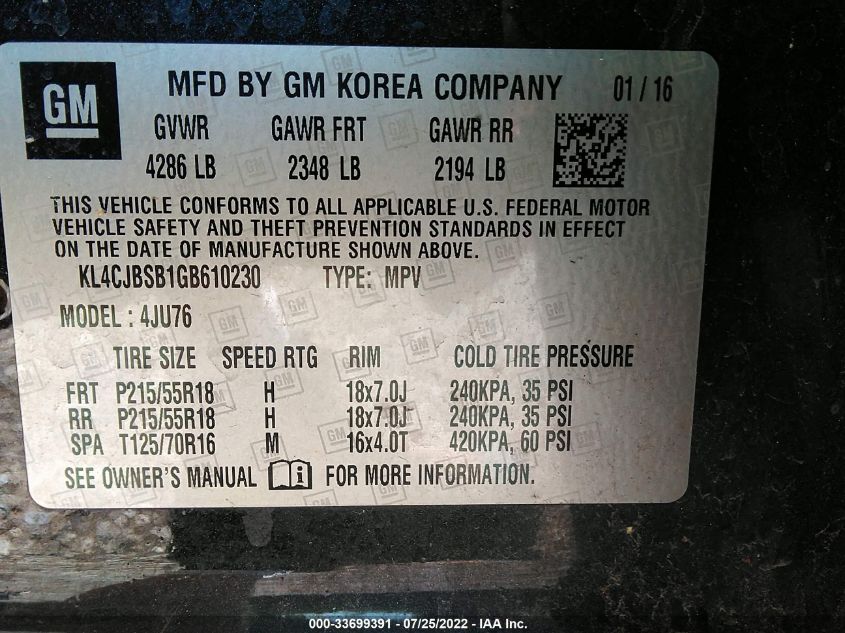 GM
MFD BY GM KOREA COMPANY 01 / 16
GVWR GAWR FRT GAWR RR
4286 LB 2348 LB 2194 LB
THIS VEHICLE CONFORMS TO ALL APPLICABLE U.S. FEDERAL MOTOR
VEHICLE SAFETY AND THEFT PREVENTION STANDARDS IN EFFECT
ON THE DATE OF MANUFACTURE SHOWN ABOVE.
KL4CJBSB1GB610230 TYPE: MPV
MODEL : 4JU76
TIRE SIZE SPEED RTG RIM COLD TIRE PRESSURE
FRT P215/55R18 H 18x7.0J 240KPA, 35 PSI
RR P215/55R18 H 18x7.0J 240KPA, 35 PSI
SPA T125/70R16 M 16x4.0T 420KPA, 60 PSI
SEE OWNER'S MANUAL i FOR MORE INFORMATION.
000-33699391 - 07/25/2022 - IAA Inc.